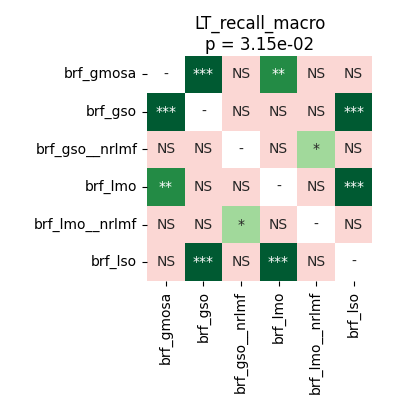 LT_recall_macro
p = 3.15e-02
brf_gmosa - *** NS ** NS NS
brf_gso *** - NS NS NS ***
brf_gso__nrlmf NS NS - NS * NS
brf_lmo ** NS NS - NS ***
brf_lmo__nrlmf NS NS * NS - NS
brf_lso NS *** NS *** NS -
brf_gmosa
brf_gso
brf_gso__nrlmf
brf_lmo
brf_lmo__nrlmf
brf_lso